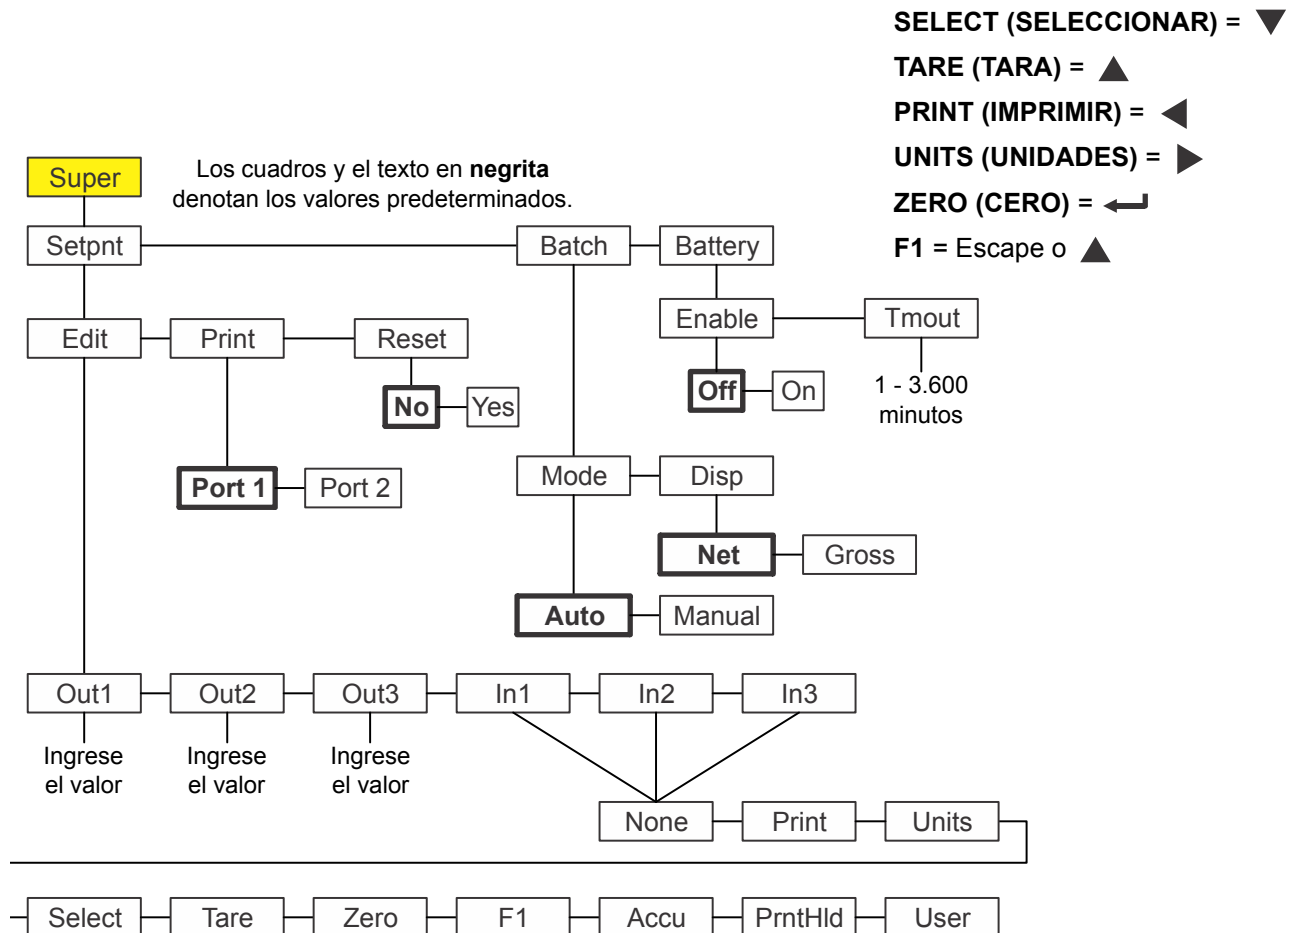 SELECT (SELECCIONAR) =
TARE (TARA) =
PRINT (IMPRIMIR) =
UNITS (UNIDADES) =
ZERO (CERO) =
F1 = Escape o
Super
Los cuadros y el texto en negrita
denotan los valores predeterminados.
Setpnt
Batch
Battery
Edit
Print
Reset
Enable
Tmout
No
Yes
Off
On
1 - 3.600
minutos
Port 1
Port 2
Mode
Disp
Net
Gross
Auto
Manual
Out1
Out2
Out3
In1
In2
In3
Ingrese
el valor
Ingrese
el valor
Ingrese
el valor
None
Print
Units
Select
Tare
Zero
F1
Accu
PrntHld
User